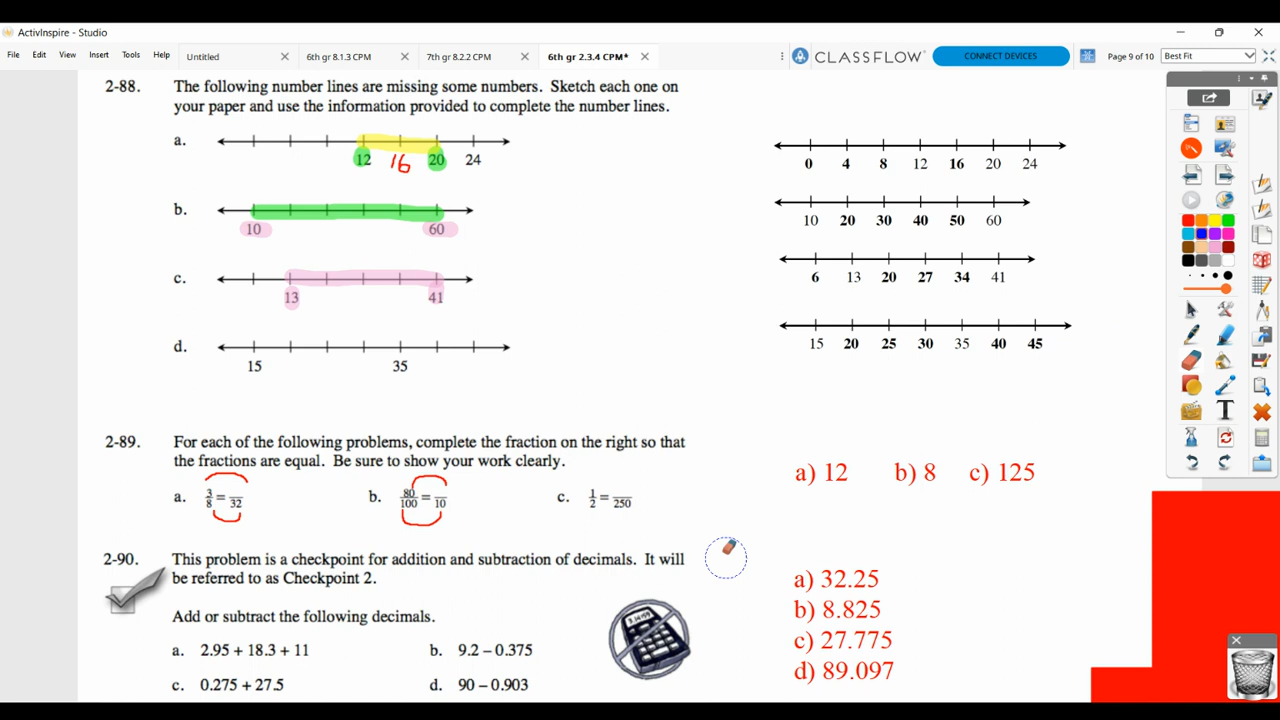 ActivInspire - Studio
File Edit View Insert Tools Help
Untitled 6th gr 8.1.3 CPM 7th gr 8.2.2 CPM 6th gr 2.3.4 CPM*
CLASSFLOW CONNECT DEVICES Page 9 of 10 Best Fit
2-88. The following number lines are missing some numbers. Sketch each one on
your paper and use the information provided to complete the number lines.
a.
12 16 20 24
b.
10 60
c.
13 41
d.
15 35
0 4 8 12 16 20 24
10 20 30 40 50 60
6 13 20 27 34 41
15 20 25 30 35 40 45
2-89. For each of the following problems, complete the fraction on the right so that
the fractions are equal. Be sure to show your work clearly.
a. 3/8 = /32 b. 80/100 = /10 c. 1/2 = /250
a) 12 b) 8 c) 125
2-90. This problem is a checkpoint for addition and subtraction of decimals. It will
be referred to as Checkpoint 2.
Add or subtract the following decimals.
a. 2.95 + 18.3 + 11 b. 9.2 – 0.375
c. 0.275 + 27.5 d. 90 – 0.903
a) 32.25
b) 8.825
c) 27.775
d) 89.097